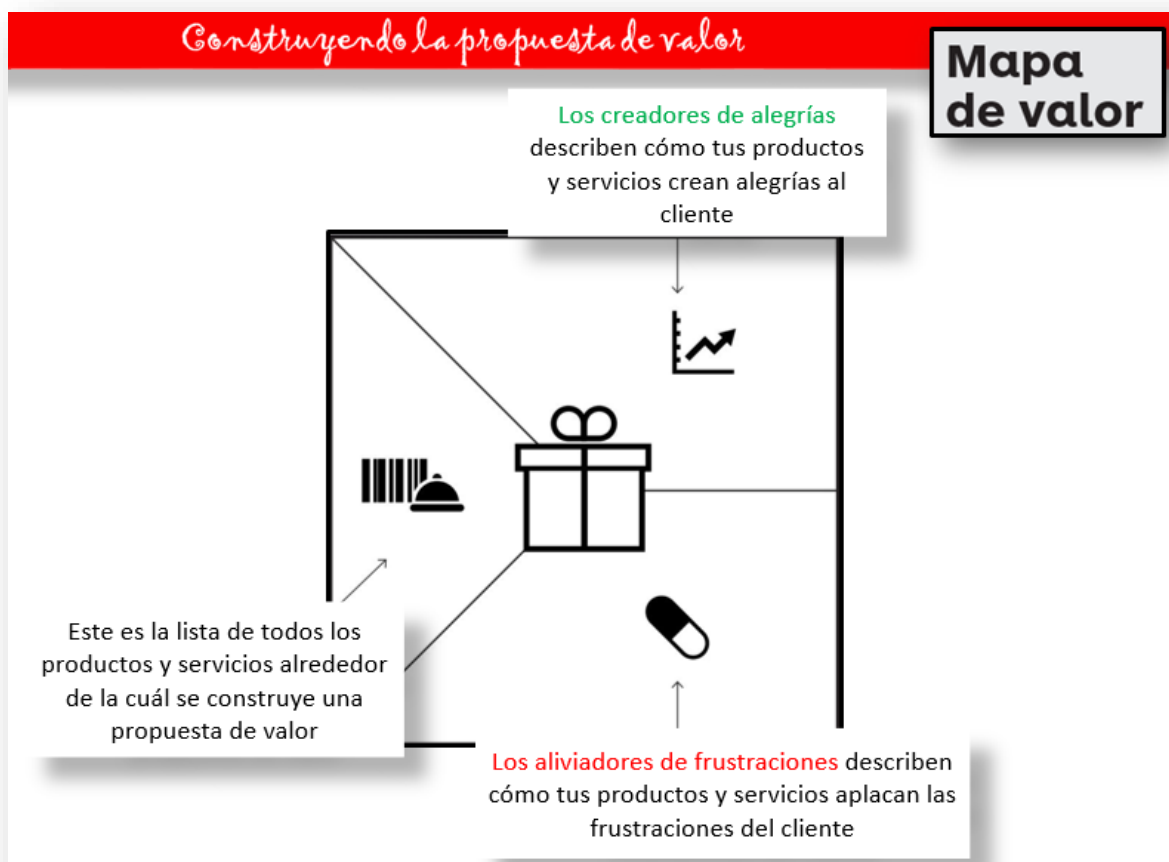 Construyendo la propuesta de valor
Mapa
de valor
Los creadores de alegrías
describen cómo tus productos
y servicios crean alegrías al
cliente
Este es la lista de todos los
productos y servicios alrededor
de la cuál se construye una
propuesta de valor
Los aliviadores de frustraciones describen
cómo tus productos y servicios aplacan las
frustraciones del cliente